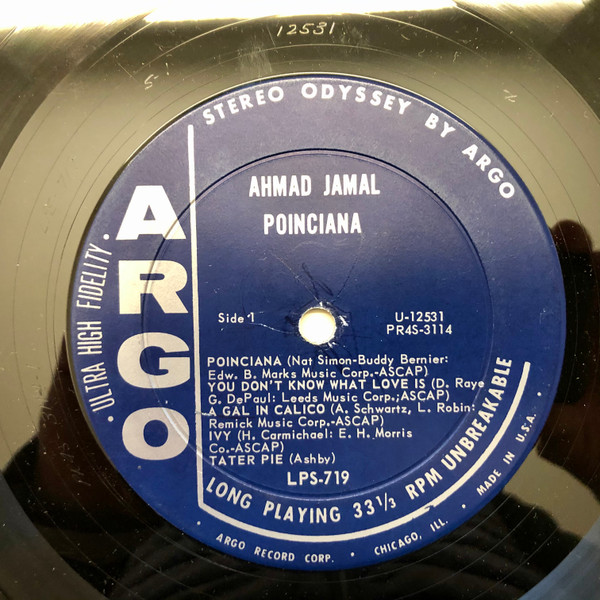 12531
STEREO ODYSSEY BY ARGO
AHMAD JAMAL
POINCIANA
ARGO
• ULTRA HIGH FIDELITY •
Side 1
U-12531
PR4S-3114
POINCIANA (Nat Simon-Buddy Bernier:
Edw. B. Marks Music Corp.-ASCAP)
YOU DON'T KNOW WHAT LOVE IS (D. Raye
G. DePaul: Leeds Music Corp.;ASCAP)
A GAL IN CALICO (A. Schwartz, L. Robin:
Remick Music Corp.-ASCAP)
IVY (H. Carmichael: E. H. Morris
Co.-ASCAP)
TATER PIE (Ashby)
LPS-719
LONG PLAYING 33 1/3 RPM UNBREAKABLE
• ARGO RECORD CORP. • CHICAGO, ILL. • MADE IN U.S.A. •